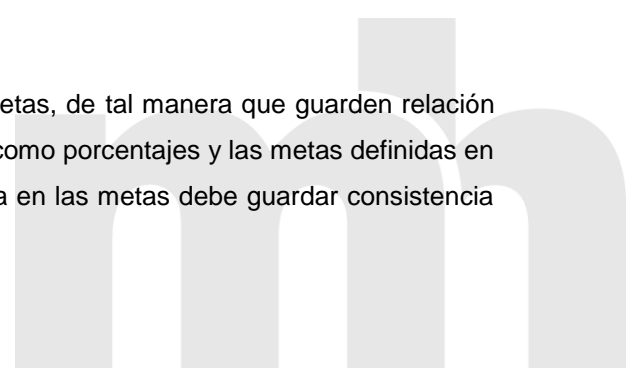 etas, de tal manera que guarden relación
como porcentajes y las metas definidas en
a en las metas debe guardar consistencia
mh